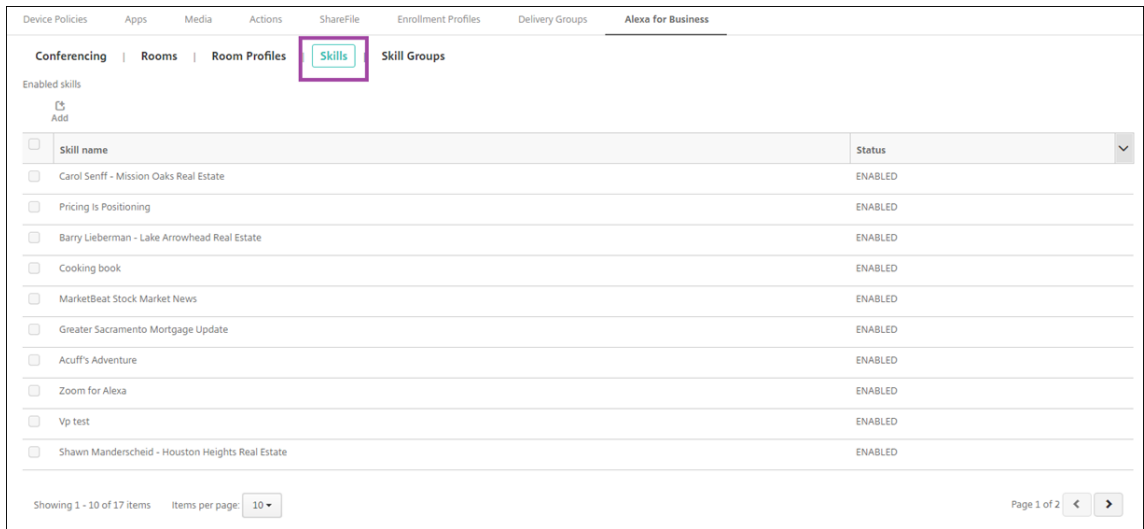 Device Policies Apps Media Actions ShareFile Enrollment Profiles Delivery Groups Alexa for Business
Conferencing | Rooms | Room Profiles | Skills | Skill Groups
Enabled skills
Add
Skill name Status
Carol Senff - Mission Oaks Real Estate ENABLED
Pricing Is Positioning ENABLED
Barry Lieberman - Lake Arrowhead Real Estate ENABLED
Cooking book ENABLED
MarketBeat Stock Market News ENABLED
Greater Sacramento Mortgage Update ENABLED
Acuff's Adventure ENABLED
Zoom for Alexa ENABLED
Vp test ENABLED
Shawn Manderscheid - Houston Heights Real Estate ENABLED
Showing 1 - 10 of 17 items Items per page: 10 Page 1 of 2